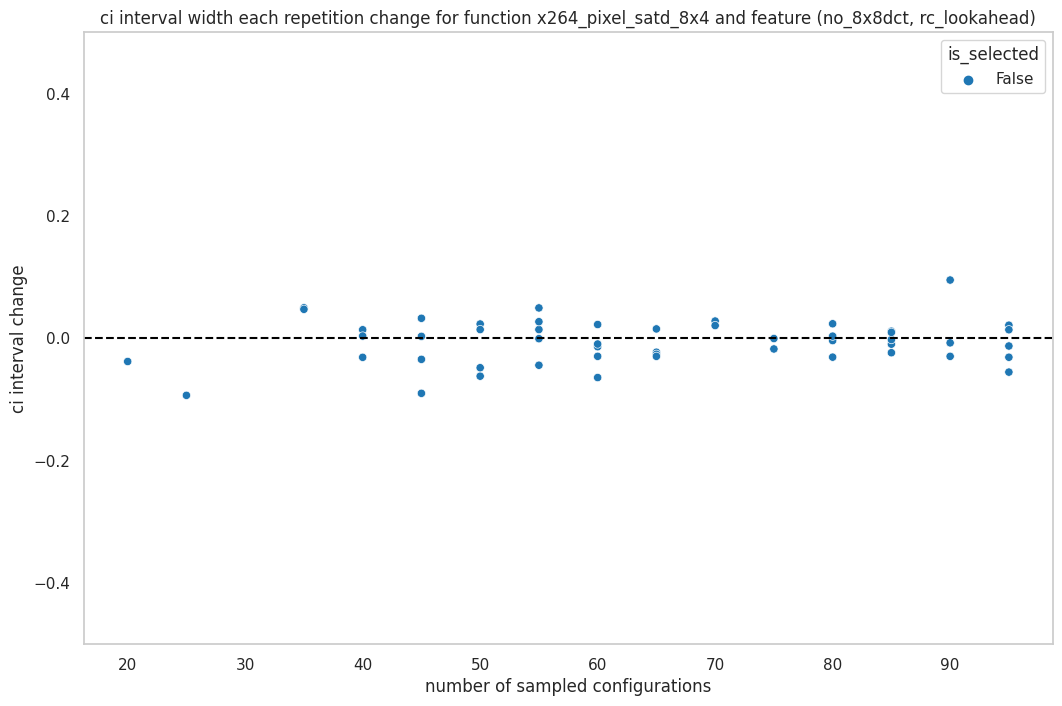 ci interval width each repetition change for function x264_pixel_satd_8x4 and feature (no_8x8dct, rc_lookahead)
is_selected
False
0.4
0.2
0.0
−0.2
−0.4
ci interval change
20 30 40 50 60 70 80 90
number of sampled configurations